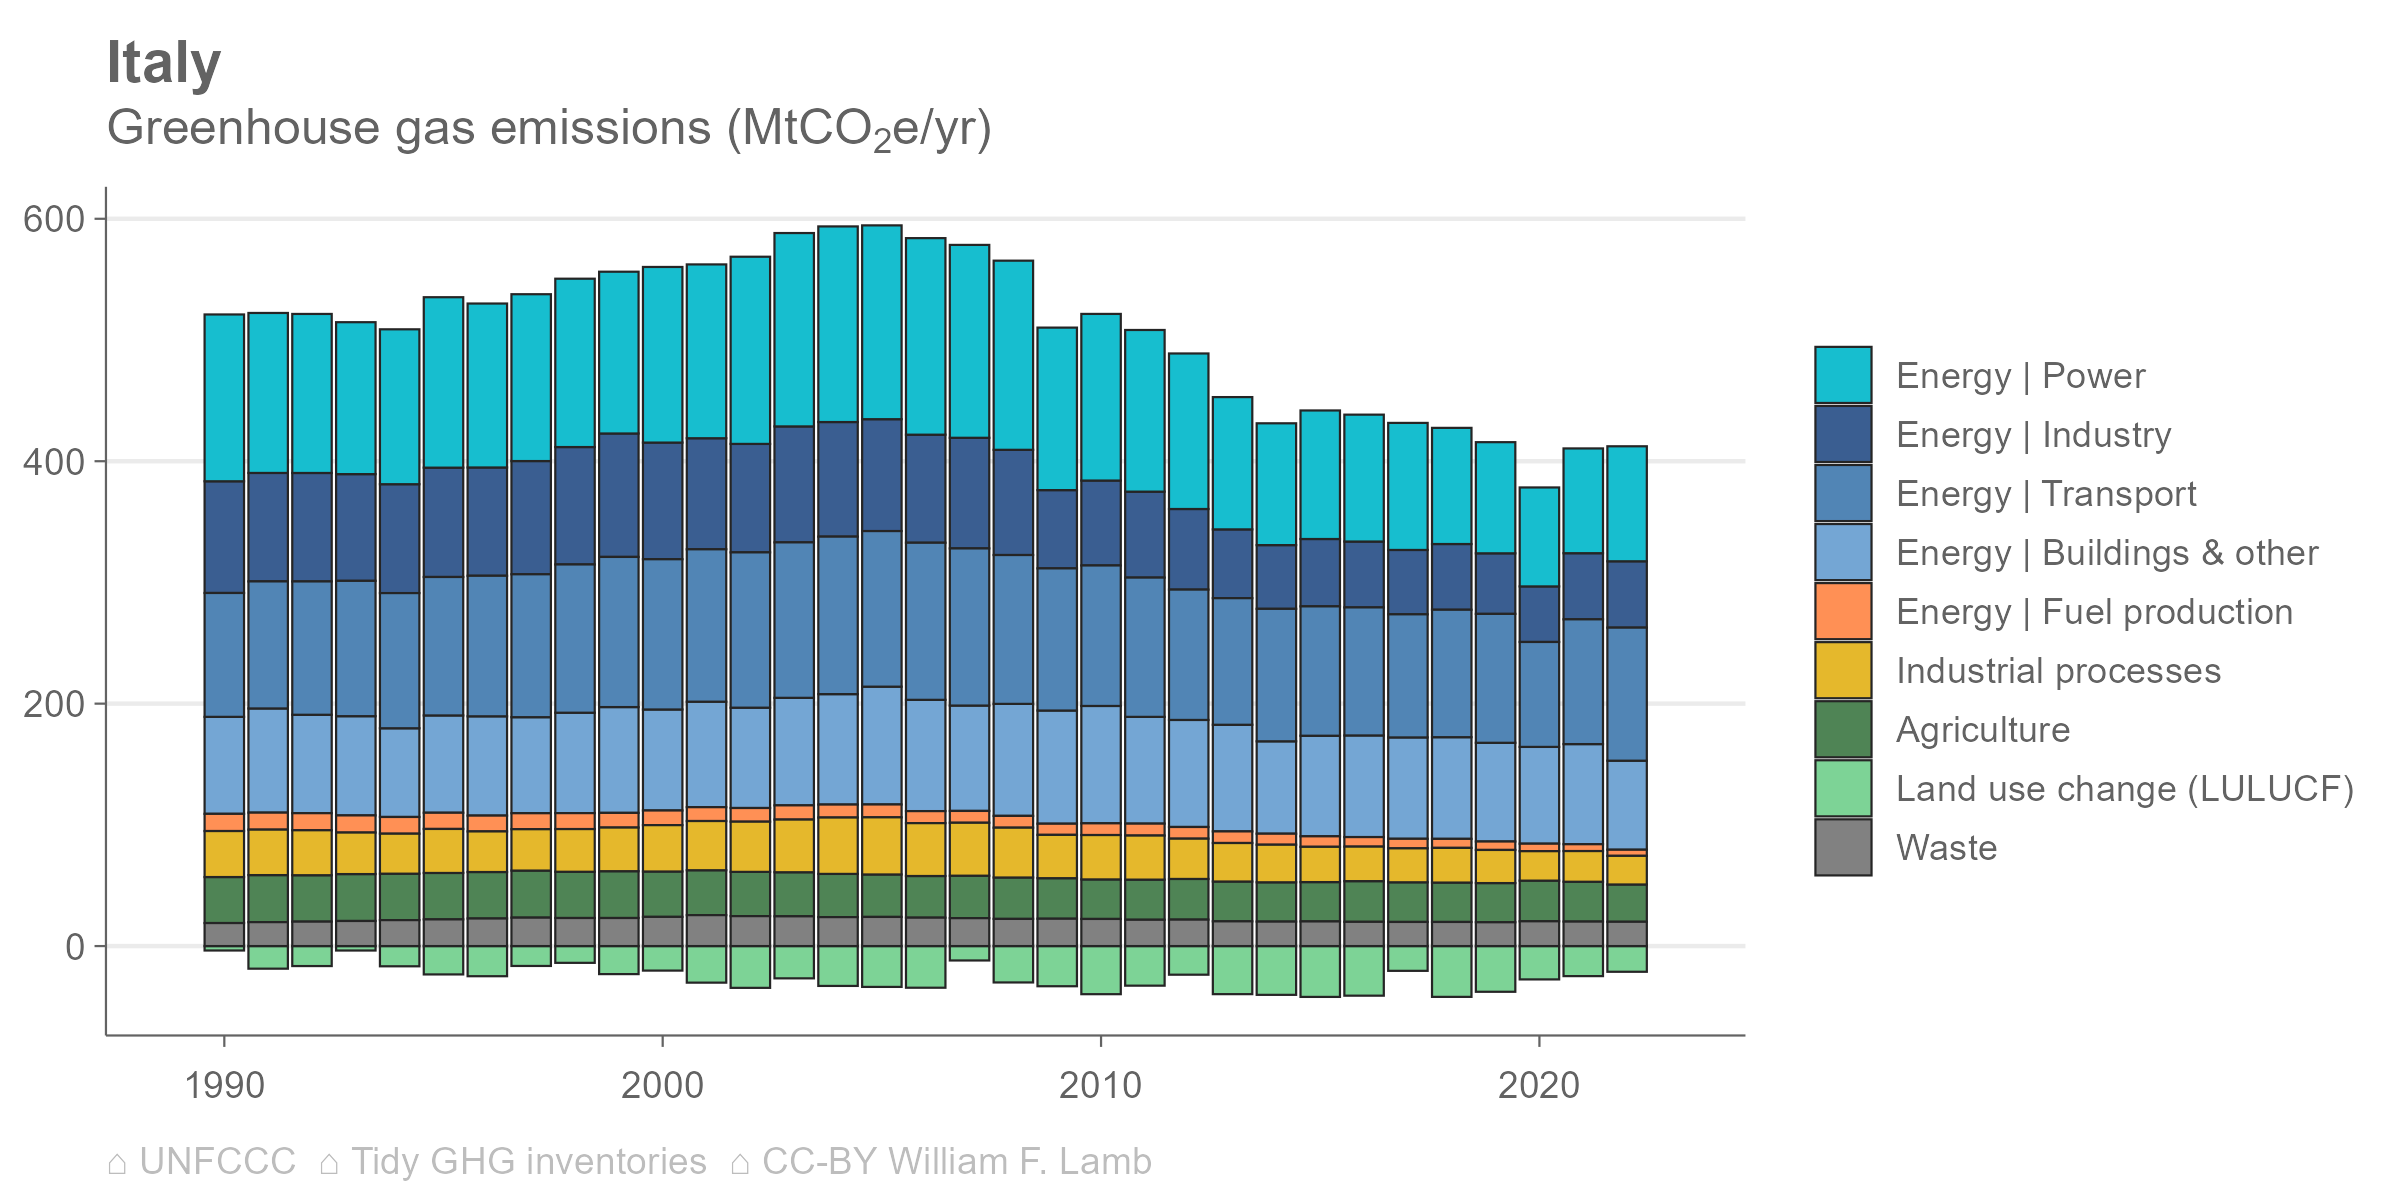 Italy
Greenhouse gas emissions (MtCO₂e/yr)
600
400
200
0
1990 2000 2010 2020
Energy | Power
Energy | Industry
Energy | Transport
Energy | Buildings & other
Energy | Fuel production
Industrial processes
Agriculture
Land use change (LULUCF)
Waste
⌂ UNFCCC ⌂ Tidy GHG inventories ⌂ CC-BY William F. Lamb